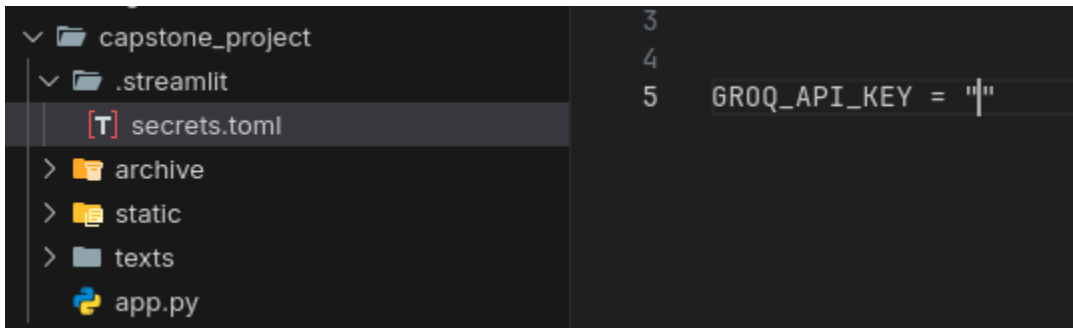 capstone_project
.streamlit
[T] secrets.toml
archive
static
texts
app.py
3
4
5 GROQ_API_KEY = ""